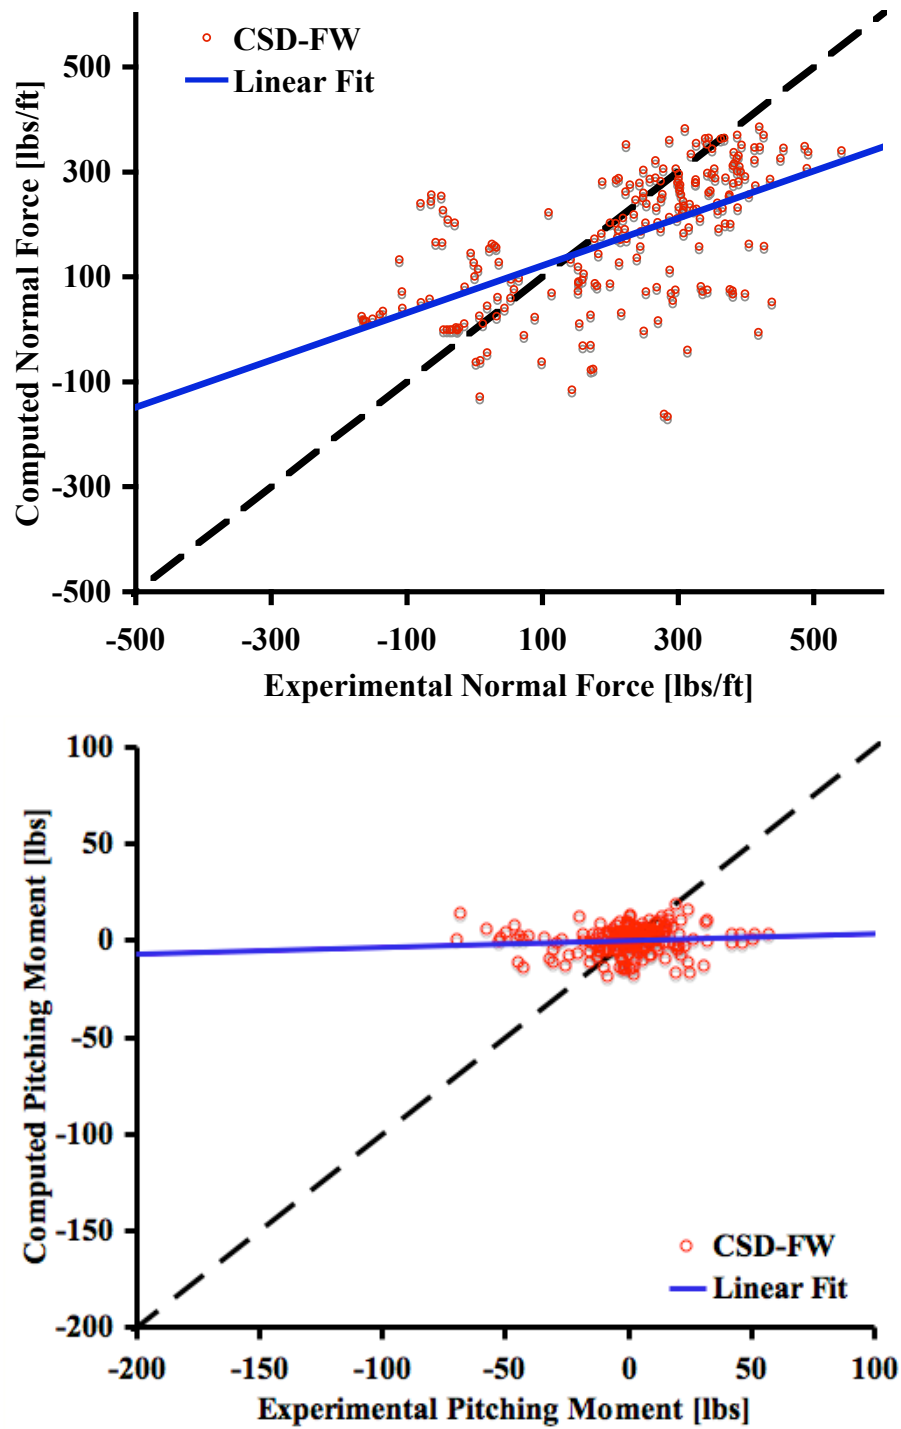 CSD-FW
Linear Fit
Computed Normal Force [lbs/ft]
500
300
100
-100
-300
-500
-500 -300 -100 100 300 500
Experimental Normal Force [lbs/ft]
Computed Pitching Moment [lbs]
100
50
0
-50
-100
-150
-200
CSD-FW
Linear Fit
-200 -150 -100 -50 0 50 100
Experimental Pitching Moment [lbs]